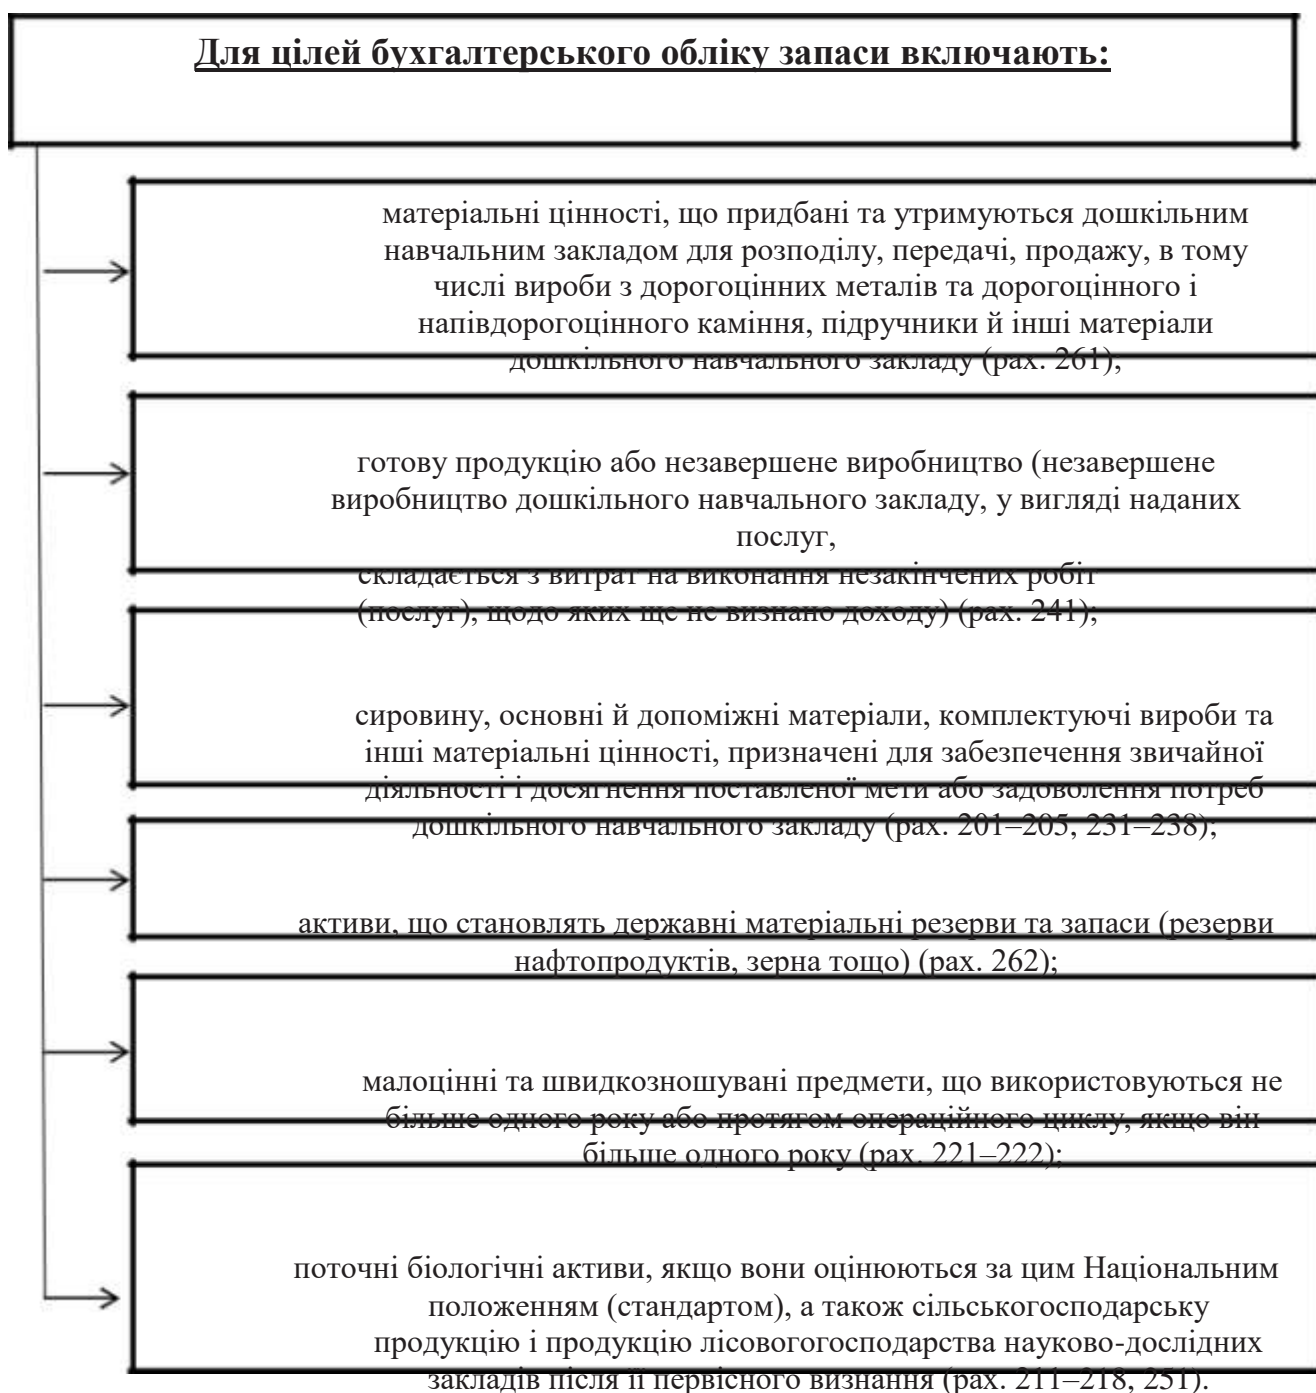 Для цілей бухгалтерського обліку запаси включають:
матеріальні цінності, що придбані та утримуються дошкільним
навчальним закладом для розподілу, передачі, продажу, в тому
числі вироби з дорогоцінних металів та дорогоцінного і
напівдорогоцінного каміння, підручники й інші матеріали
дошкільного навчального закладу (рах. 261);
готову продукцію або незавершене виробництво (незавершене
виробництво дошкільного навчального закладу, у вигляді наданих
послуг,
складається з витрат на виконання незакінчених робіт
(послуг), щодо яких ще не визнано доходу) (рах. 241);
сировину, основні й допоміжні матеріали, комплектуючі вироби та
інші матеріальні цінності, призначені для забезпечення звичайної
діяльності і досягнення поставленої мети або задоволення потреб
дошкільного навчального закладу (рах. 201–205, 231–238);
активи, що становлять державні матеріальні резерви та запаси (резерви
нафтопродуктів, зерна тощо) (рах. 262);
малоцінні та швидкозношувані предмети, що використовуються не
більше одного року або протягом операційного циклу, якщо він
більше одного року (рах. 221–222);
поточні біологічні активи, якщо вони оцінюються за цим Національним
положенням (стандартом), а також сільськогосподарську
продукцію і продукцію лісовогогосподарства науково-дослідних
закладів після її первісного визнання (рах. 211–218, 251).